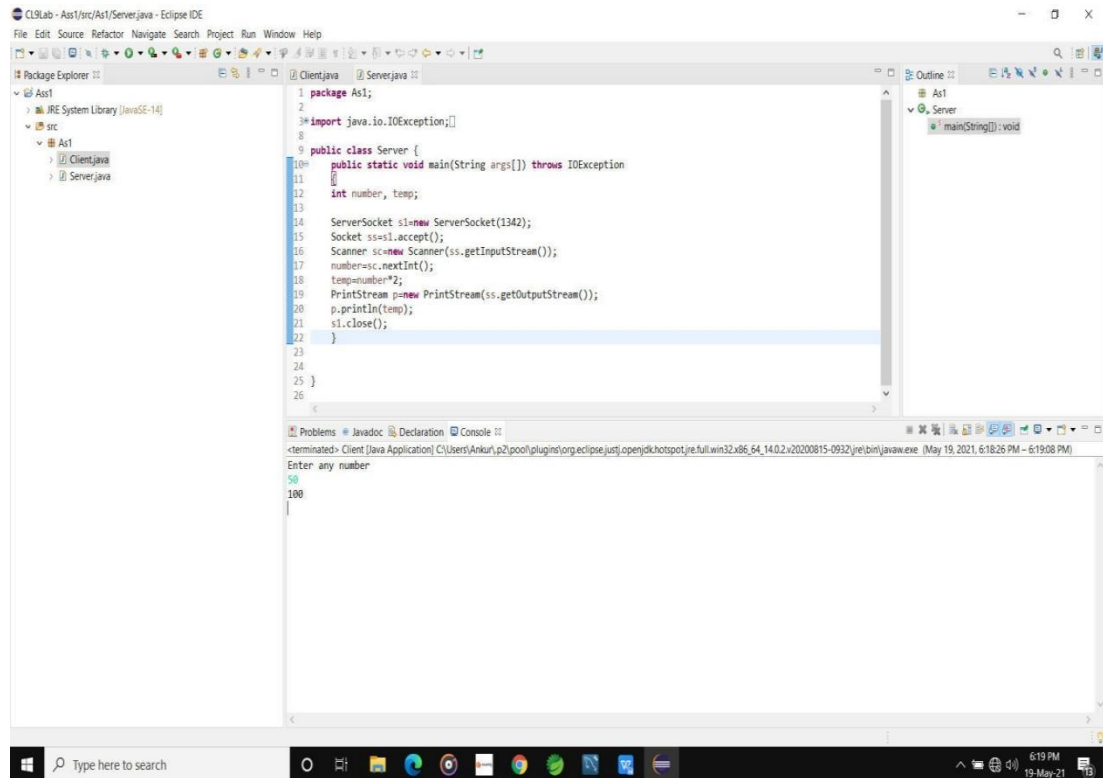 CL9Lab - Ass1/src/As1/Server.java - Eclipse IDE
File Edit Source Refactor Navigate Search Project Run Window Help
Package Explorer
Ass1
JRE System Library [JavaSE-14]
src
As1
Client.java
Server.java
Client.java Server.java
1 package As1;
2
3 import java.io.IOException;
8
9 public class Server {
10 public static void main(String args[]) throws IOException
11 {
12 int number, temp;
13
14 ServerSocket s1=new ServerSocket(1342);
15 Socket ss=s1.accept();
16 Scanner sc=new Scanner(ss.getInputStream());
17 number=sc.nextInt();
18 temp=number*2;
19 PrintStream p=new PrintStream(ss.getOutputStream());
20 p.println(temp);
21 s1.close();
22 }
23
24
25 }
26
Outline
As1
Server
main(String[]) : void
Problems Javadoc Declaration Console
<terminated> Client [Java Application] C:\Users\Ankur\.p2\pool\plugins\org.eclipse.justj.openjdk.hotspot.jre.full.win32.x86_64_14.0.2.v20200815-0932\jre\bin\javaw.exe (May 19, 2021, 6:18:26 PM – 6:19:08 PM)
Enter any number
50
100
Type here to search
6:19 PM
19-May-21
13